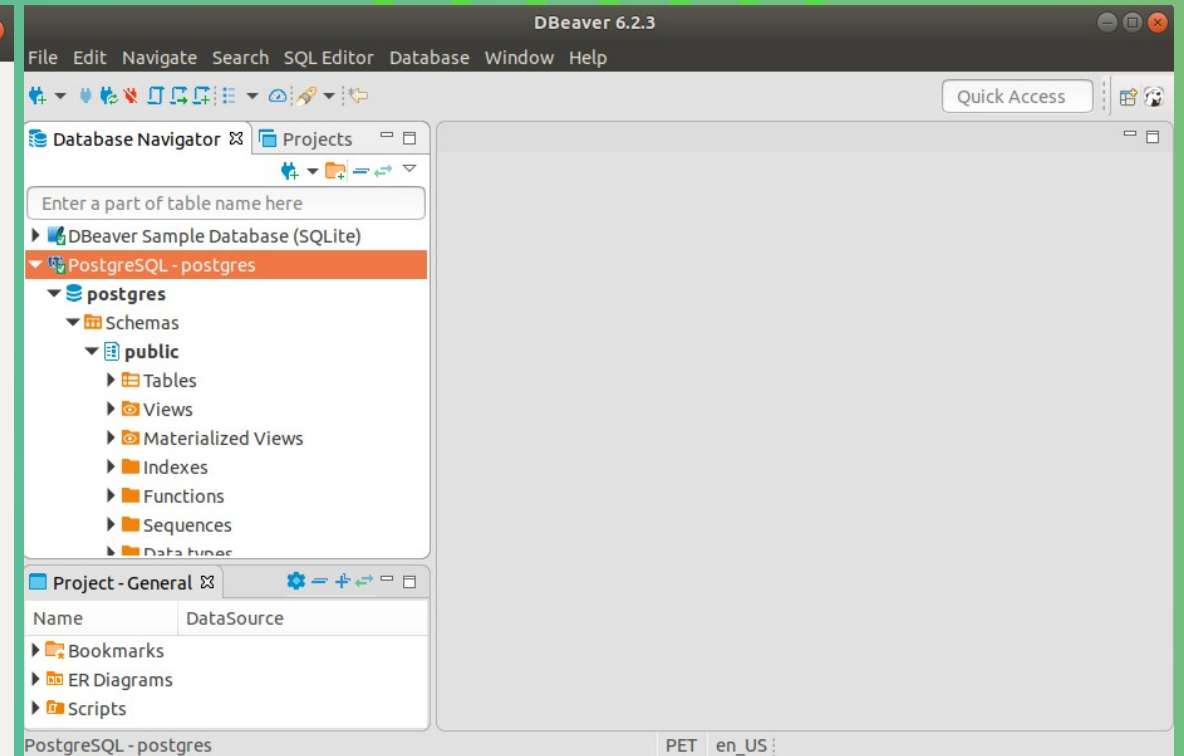 DBeaver 6.2.3
File Edit Navigate Search SQL Editor Database Window Help
Quick Access
Database Navigator Projects
Enter a part of table name here
DBeaver Sample Database (SQLite)
PostgreSQL - postgres
postgres
Schemas
public
Tables
Views
Materialized Views
Indexes
Functions
Sequences
Data types
Project - General
Name DataSource
Bookmarks
ER Diagrams
Scripts
PostgreSQL - postgres PET en_US